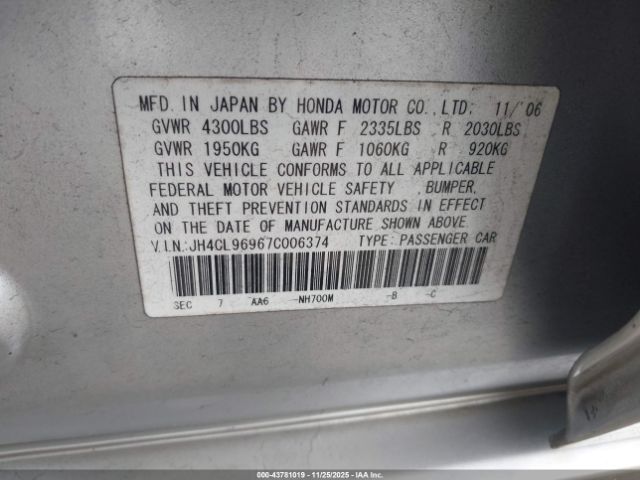 MFD. IN JAPAN BY HONDA MOTOR CO., LTD; 11/'06
GVWR 4300LBS GAWR F 2335LBS R 2030LBS
GVWR 1950KG GAWR F 1060KG R 920KG
THIS VEHICLE CONFORMS TO ALL APPLICABLE
FEDERAL MOTOR VEHICLE SAFETY ,BUMPER,
AND THEFT PREVENTION STANDARDS IN EFFECT
ON THE DATE OF MANUFACTURE SHOWN ABOVE.
V.I.N.:JH4CL96967C006374 TYPE: PASSENGER CAR
SEC 7 AA6 -NH700M -B -C
000-43781019 - 11/25/2025 - IAAI.COM